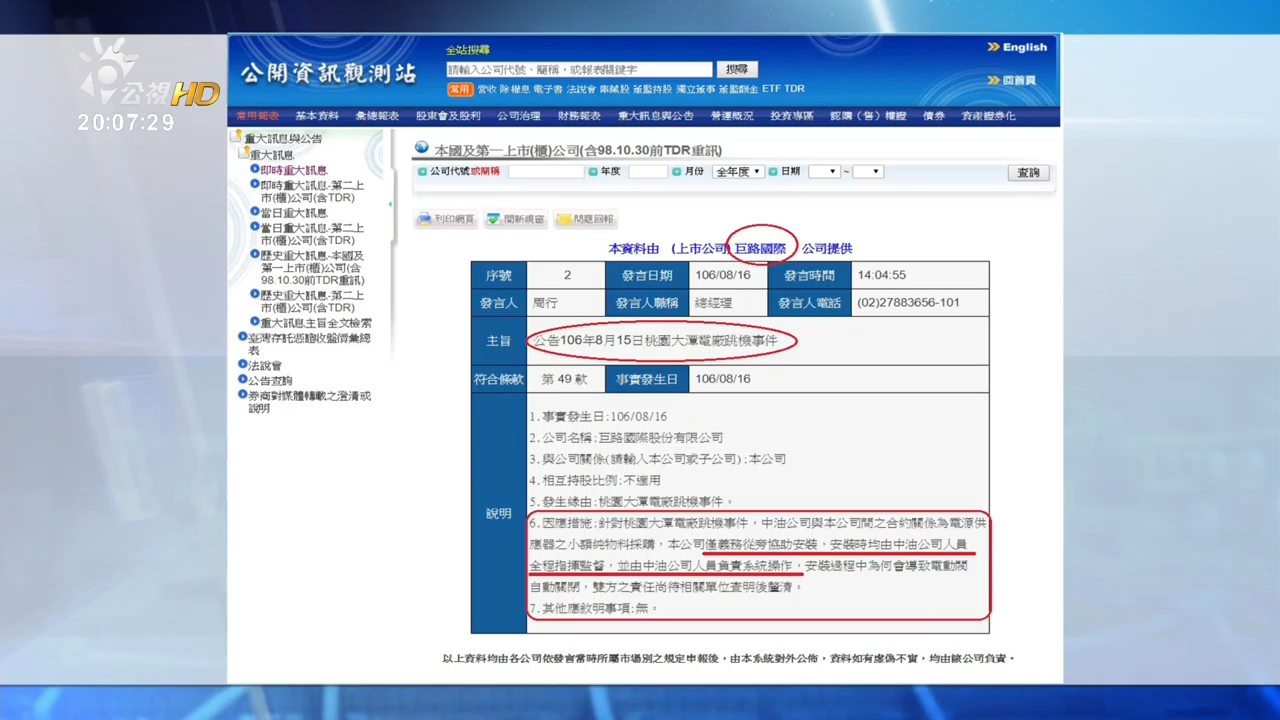 公視HD
20:07:29
公開資訊觀測站
全站搜尋
請輸入公司代號、簡稱、或報表關鍵字
搜尋
常用 營收 除權息 電子書 法說會 庫藏股 董監持股 獨立董事 董監酬金 ETF TDR
English
回首頁
常用報表 基本資料 彙總報表 股東會及股利 公司治理 財務報表 重大訊息與公告 營運概況 投資專區 認購(售)權證 債券 資產證券化
重大訊息與公告
重大訊息
即時重大訊息
即時重大訊息-第二上
市(櫃)公司(含TDR)
當日重大訊息
當日重大訊息-第二上
市(櫃)公司(含TDR)
歷史重大訊息-本國及
第一上市(櫃)公司(含
98.10.30前TDR重訊)
歷史重大訊息-第二上
市(櫃)公司(含TDR)
重大訊息主旨全文檢索
臺灣存託憑證收盤價彙總
表
法說會
公告查詢
券商對媒體轉載之澄清或
說明
本國及第一上市(櫃)公司(含98.10.30前TDR重訊)
公司代號或簡稱 年度 月份 全年度 日期 ~ 查詢
列印網頁 開新視窗 問題回報
本資料由 (上市公司) 巨路國際 公司提供
序號 2 發言日期 106/08/16 發言時間 14:04:55
發言人 周行 發言人職稱 總經理 發言人電話 (02)27883656-101
主旨 公告106年8月15日桃園大潭電廠跳機事件
符合條款 第 49 款 事實發生日 106/08/16
說明
1.事實發生日:106/08/16
2.公司名稱:巨路國際股份有限公司
3.與公司關係(請輸入本公司或子公司):本公司
4.相互持股比例:不適用
5.發生緣由:桃園大潭電廠跳機事件。
6.因應措施:針對桃園大潭電廠跳機事件，中油公司與本公司間之合約關係為電源供
應器之小額純物料採購，本公司僅義務從旁協助安裝，安裝時均由中油公司人員
全程指揮監督，並由中油公司人員負責系統操作，安裝過程中為何會導致電動閥
自動關閉，雙方之責任尚待相關單位查明後釐清。
7.其他應敘明事項:無。
以上資料均由各公司依發言當時所屬市場別之規定申報後，由本系統對外公佈，資料如有虛偽不實，均由該公司負責。